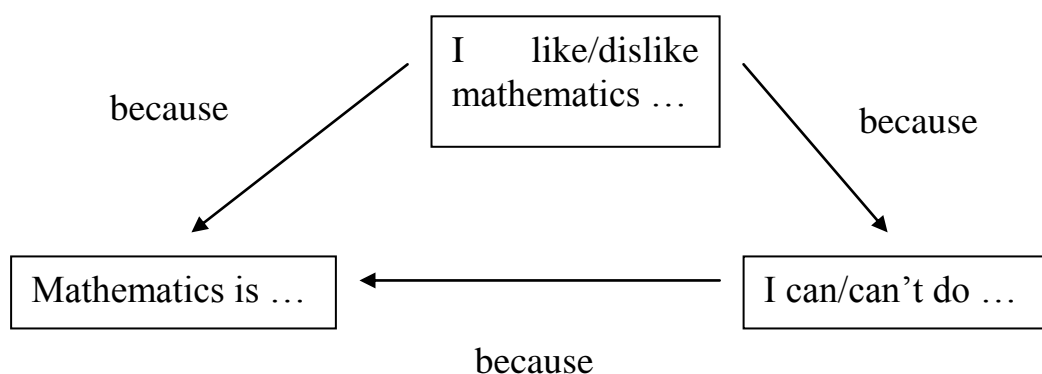 I like/dislike
mathematics …
because
because
Mathematics is …
I can/can’t do …
because